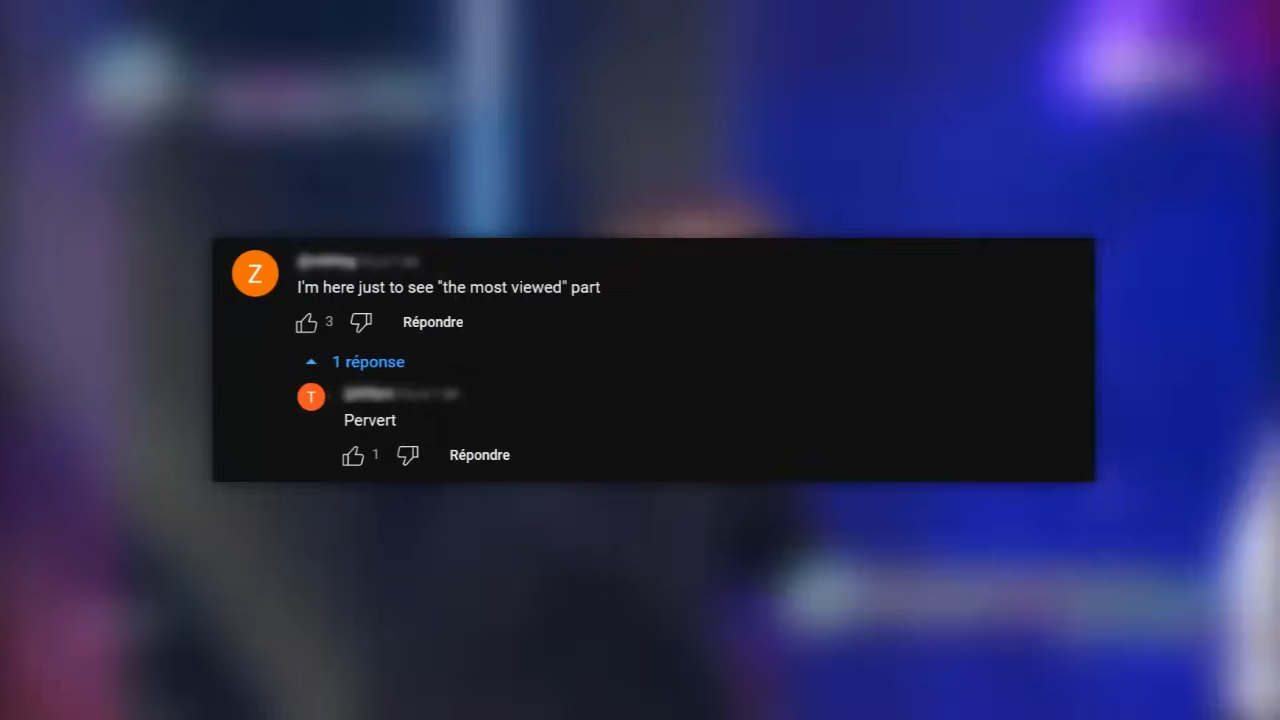 Z
I'm here just to see "the most viewed" part
3 Répondre
1 réponse
T
Pervert
1 Répondre